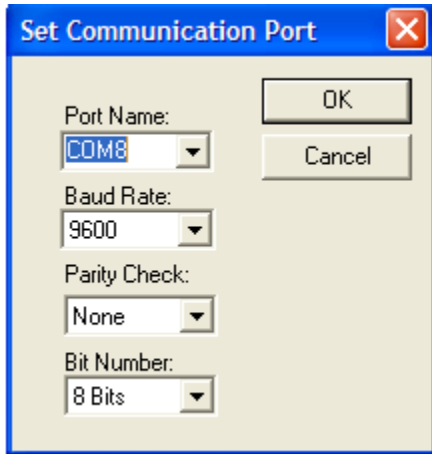 Set Communication Port
Port Name:
COM8
OK
Cancel
Baud Rate:
9600
Parity Check:
None
Bit Number:
8 Bits